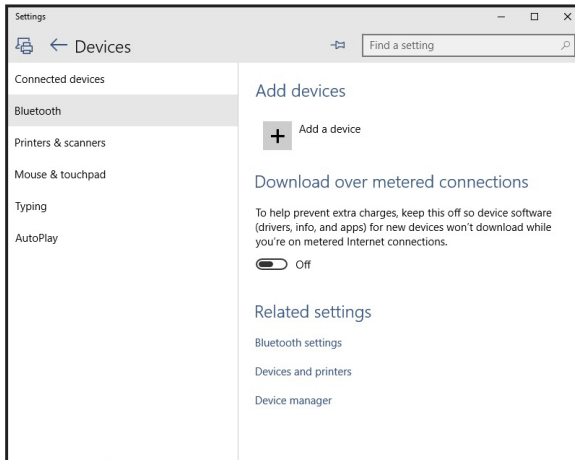 Settings
Devices
Find a setting
Connected devices
Bluetooth
Printers & scanners
Mouse & touchpad
Typing
AutoPlay
Add devices
Add a device
Download over metered connections
To help prevent extra charges, keep this off so device software
(drivers, info, and apps) for new devices won't download while
you're on metered Internet connections.
Off
Related settings
Bluetooth settings
Devices and printers
Device manager